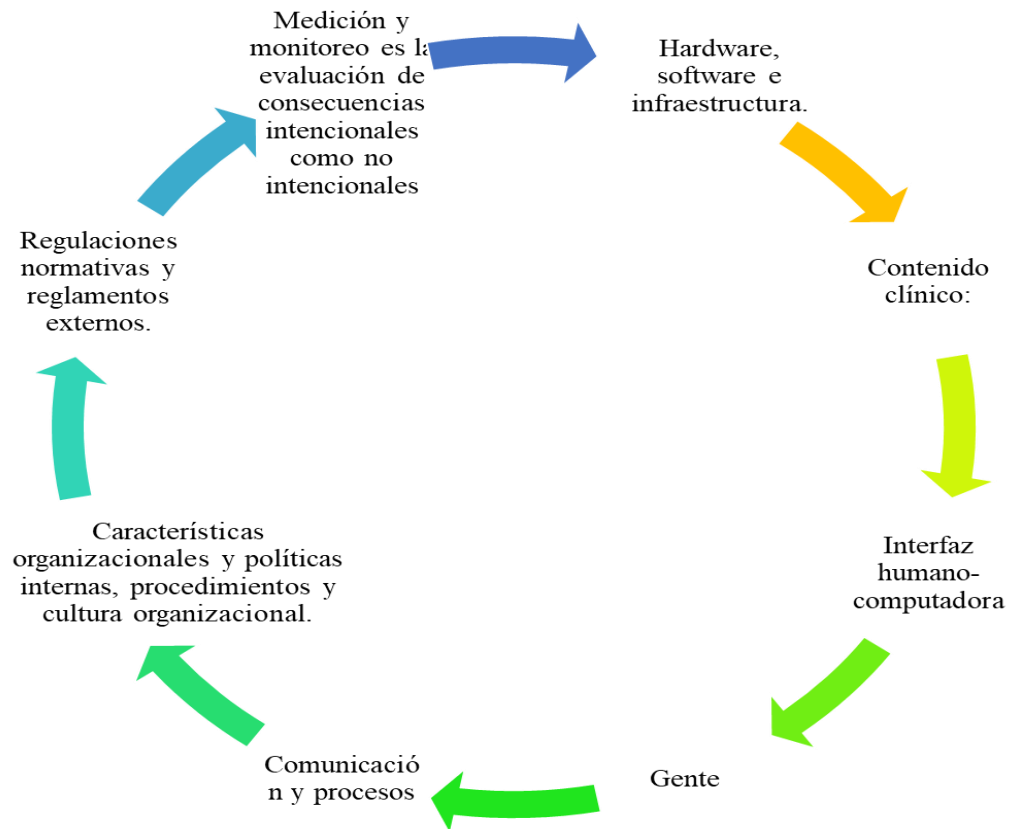 Medición y
monitoreo es la
evaluación de
consecuencias
intencionales
como no
intencionales
Hardware,
software e
infraestructura.
Contenido
clínico:
Interfaz
humano-
computadora
Gente
Comunicació
n y procesos
Características
organizacionales y políticas
internas, procedimientos y
cultura organizacional.
Regulaciones
normativas y
reglamentos
externos.